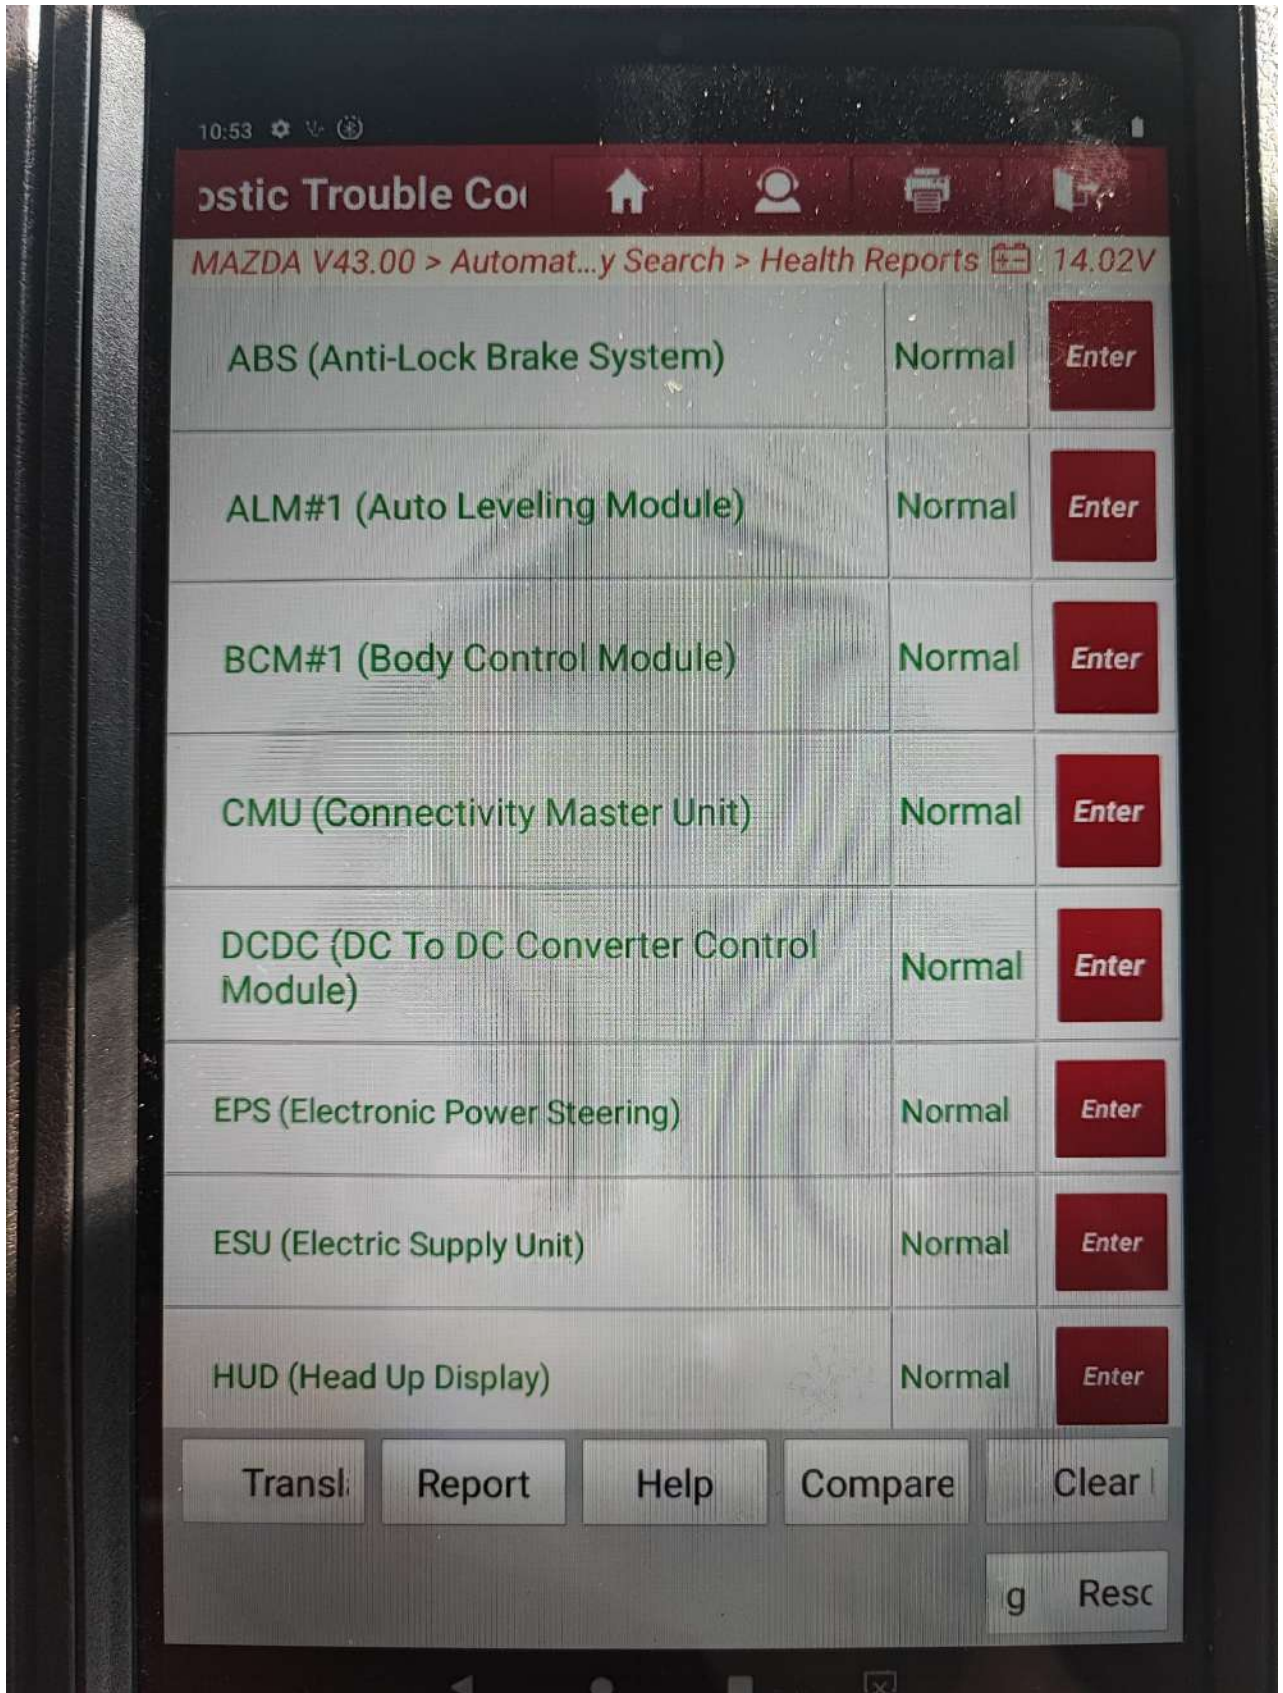 10:53
ostic Trouble Co
MAZDA V43.00 > Automat...y Search > Health Reports 14.02V
ABS (Anti-Lock Brake System) Normal Enter
ALM#1 (Auto Leveling Module) Normal Enter
BCM#1 (Body Control Module) Normal Enter
CMU (Connectivity Master Unit) Normal Enter
DCDC (DC To DC Converter Control
Module) Normal Enter
EPS (Electronic Power Steering) Normal Enter
ESU (Electric Supply Unit) Normal Enter
HUD (Head Up Display) Normal Enter
Transl Report Help Compare Clear
g Resc